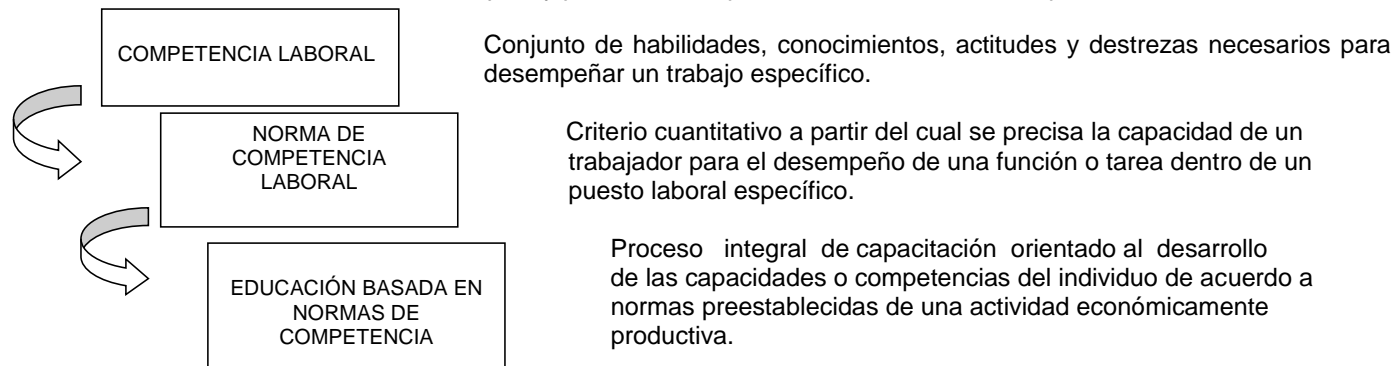 COMPETENCIA LABORAL
Conjunto de habilidades, conocimientos, actitudes y destrezas necesarios para
desempeñar un trabajo específico.
NORMA DE
COMPETENCIA
LABORAL
Criterio cuantitativo a partir del cual se precisa la capacidad de un
trabajador para el desempeño de una función o tarea dentro de un
puesto laboral específico.
EDUCACIÓN BASADA EN
NORMAS DE
COMPETENCIA
Proceso integral de capacitación orientado al desarrollo
de las capacidades o competencias del individuo de acuerdo a
normas preestablecidas de una actividad económicamente
productiva.